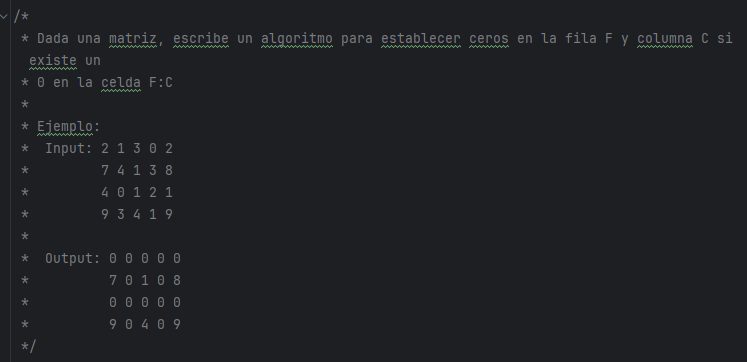 /*
* Dada una matriz, escribe un algoritmo para establecer ceros en la fila F y columna C si
existe un
* 0 en la celda F:C
*
* Ejemplo:
*  Input: 2 1 3 0 2
*         7 4 1 3 8
*         4 0 1 2 1
*         9 3 4 1 9
*
*  Output: 0 0 0 0 0
*          7 0 1 0 8
*          0 0 0 0 0
*          9 0 4 0 9
*/